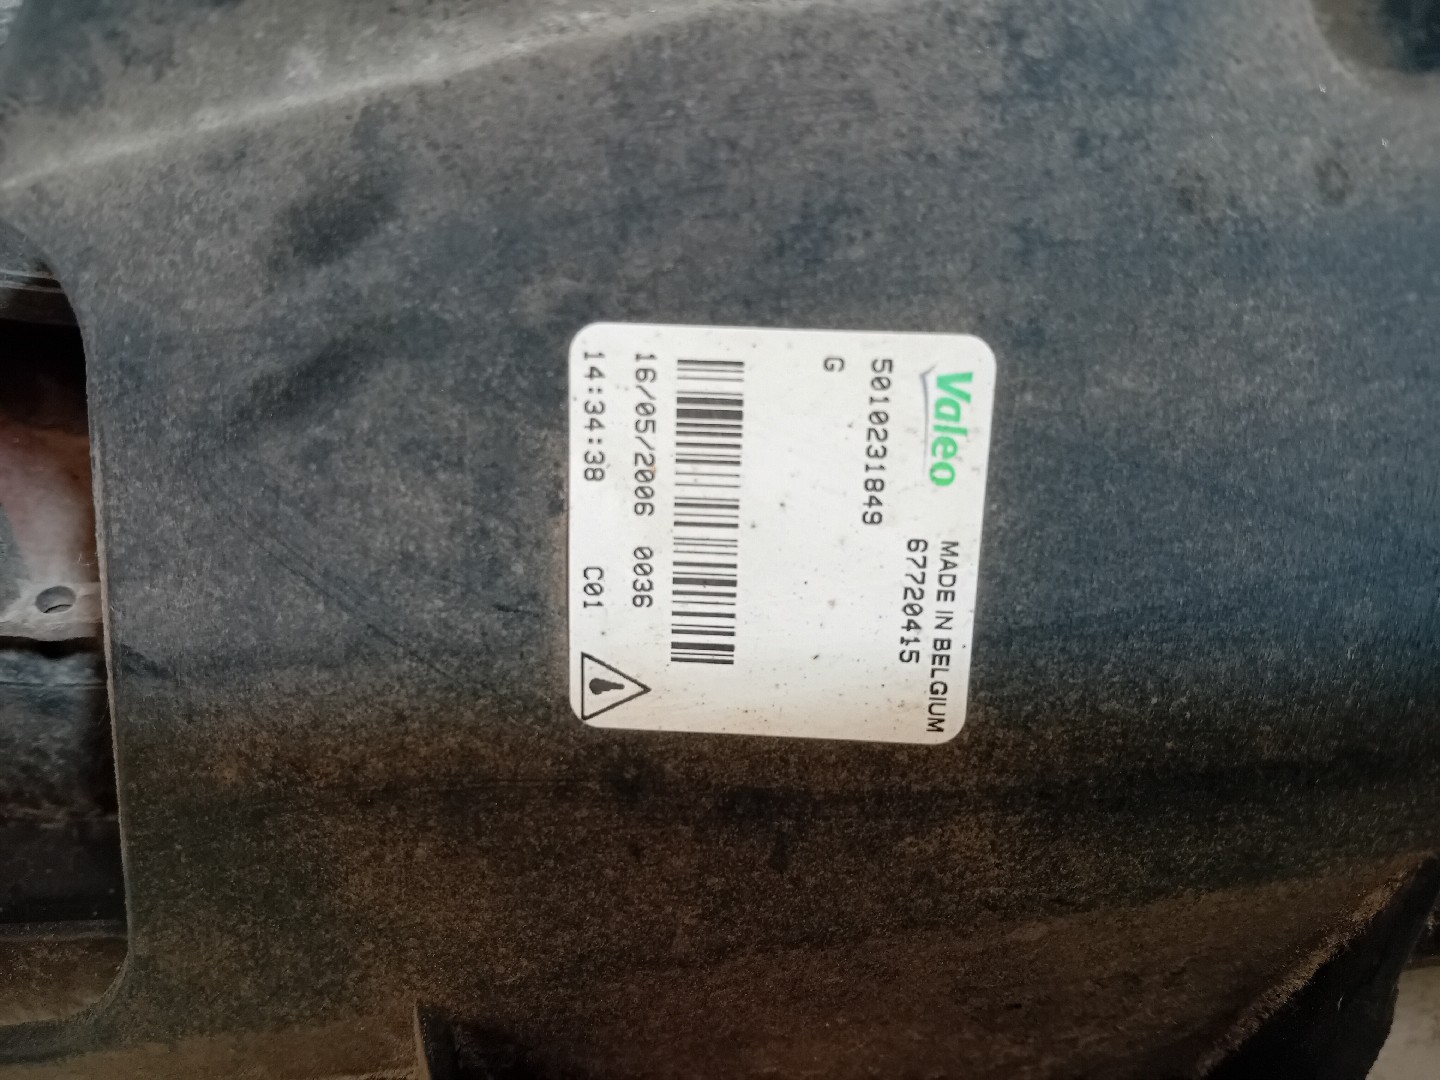 Valeo
MADE IN BELGIUM
67720415
5010231849
G
16/05/2006 0036
14:34:38 C01